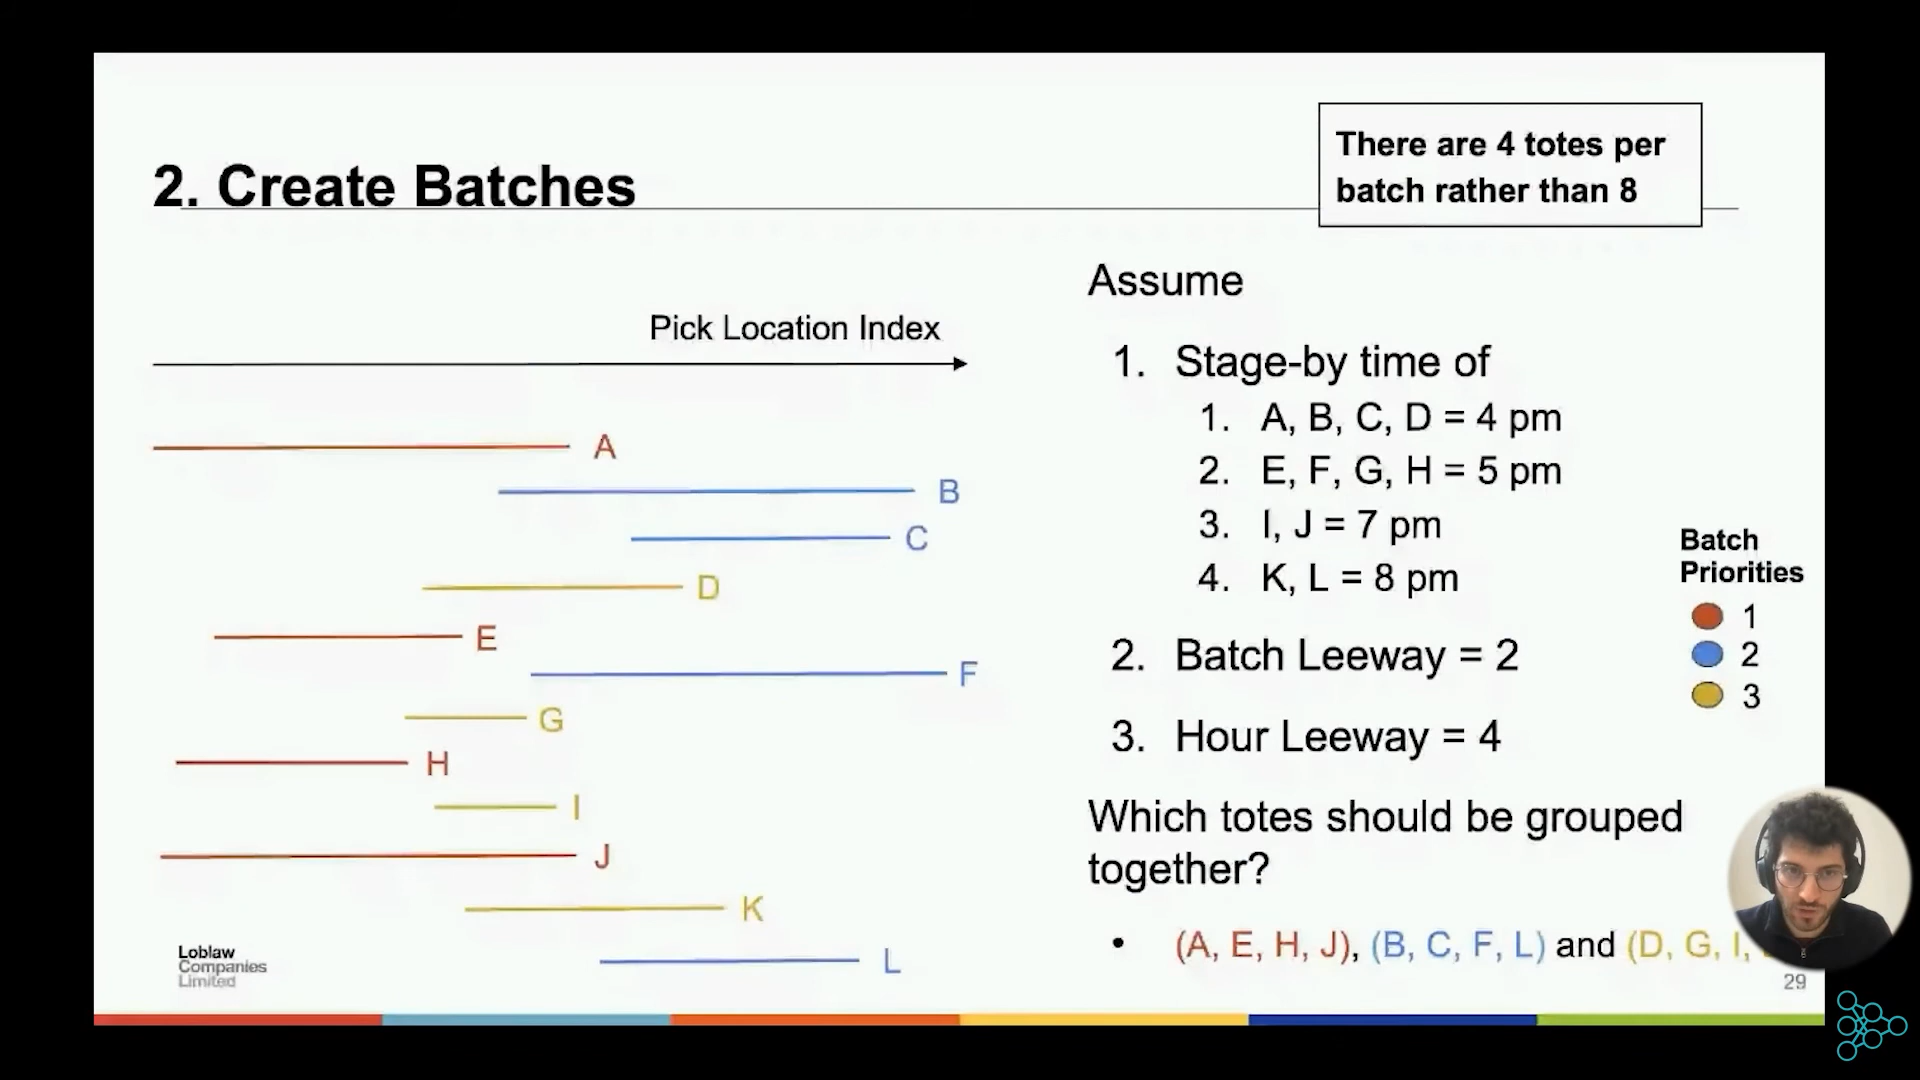 There are 4 totes per
batch rather than 8
2. Create Batches
Pick Location Index
A
B
C
D
E
F
G
H
I
J
K
L
Assume
1. Stage-by time of
1. A, B, C, D = 4 pm
2. E, F, G, H = 5 pm
3. I, J = 7 pm
4. K, L = 8 pm
2. Batch Leeway = 2
3. Hour Leeway = 4
Which totes should be grouped
together?
• (A, E, H, J), (B, C, F, L) and (D, G, I,
Batch
Priorities
1
2
3
Loblaw
Companies
Limited
29